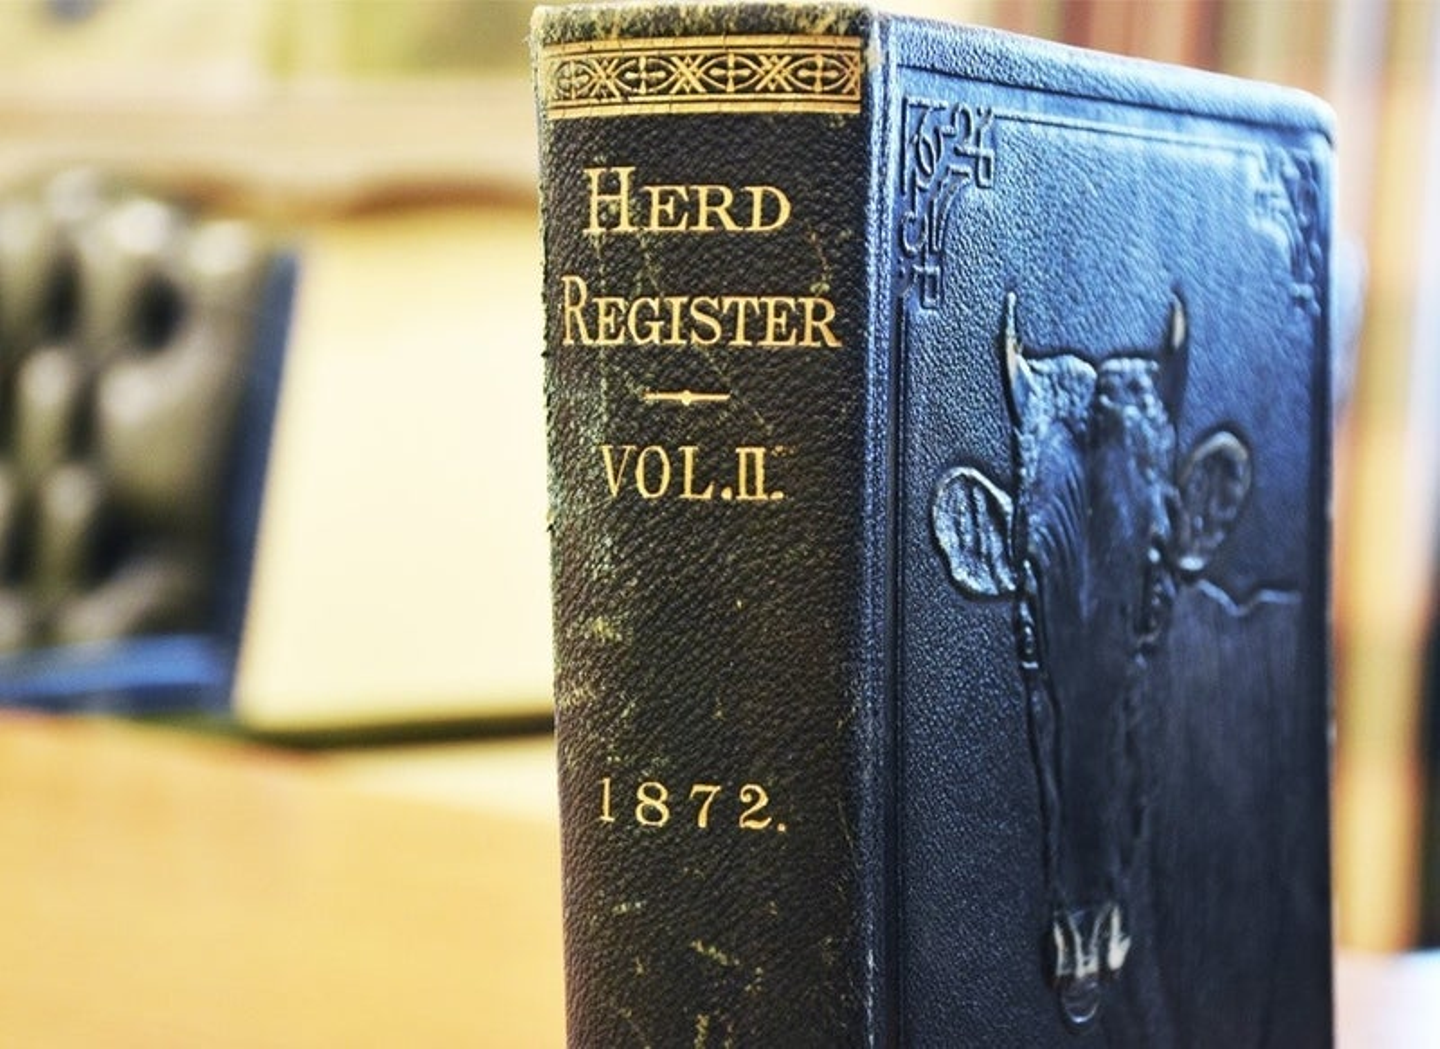 HERD
REGISTER
VOL.II.
1872.